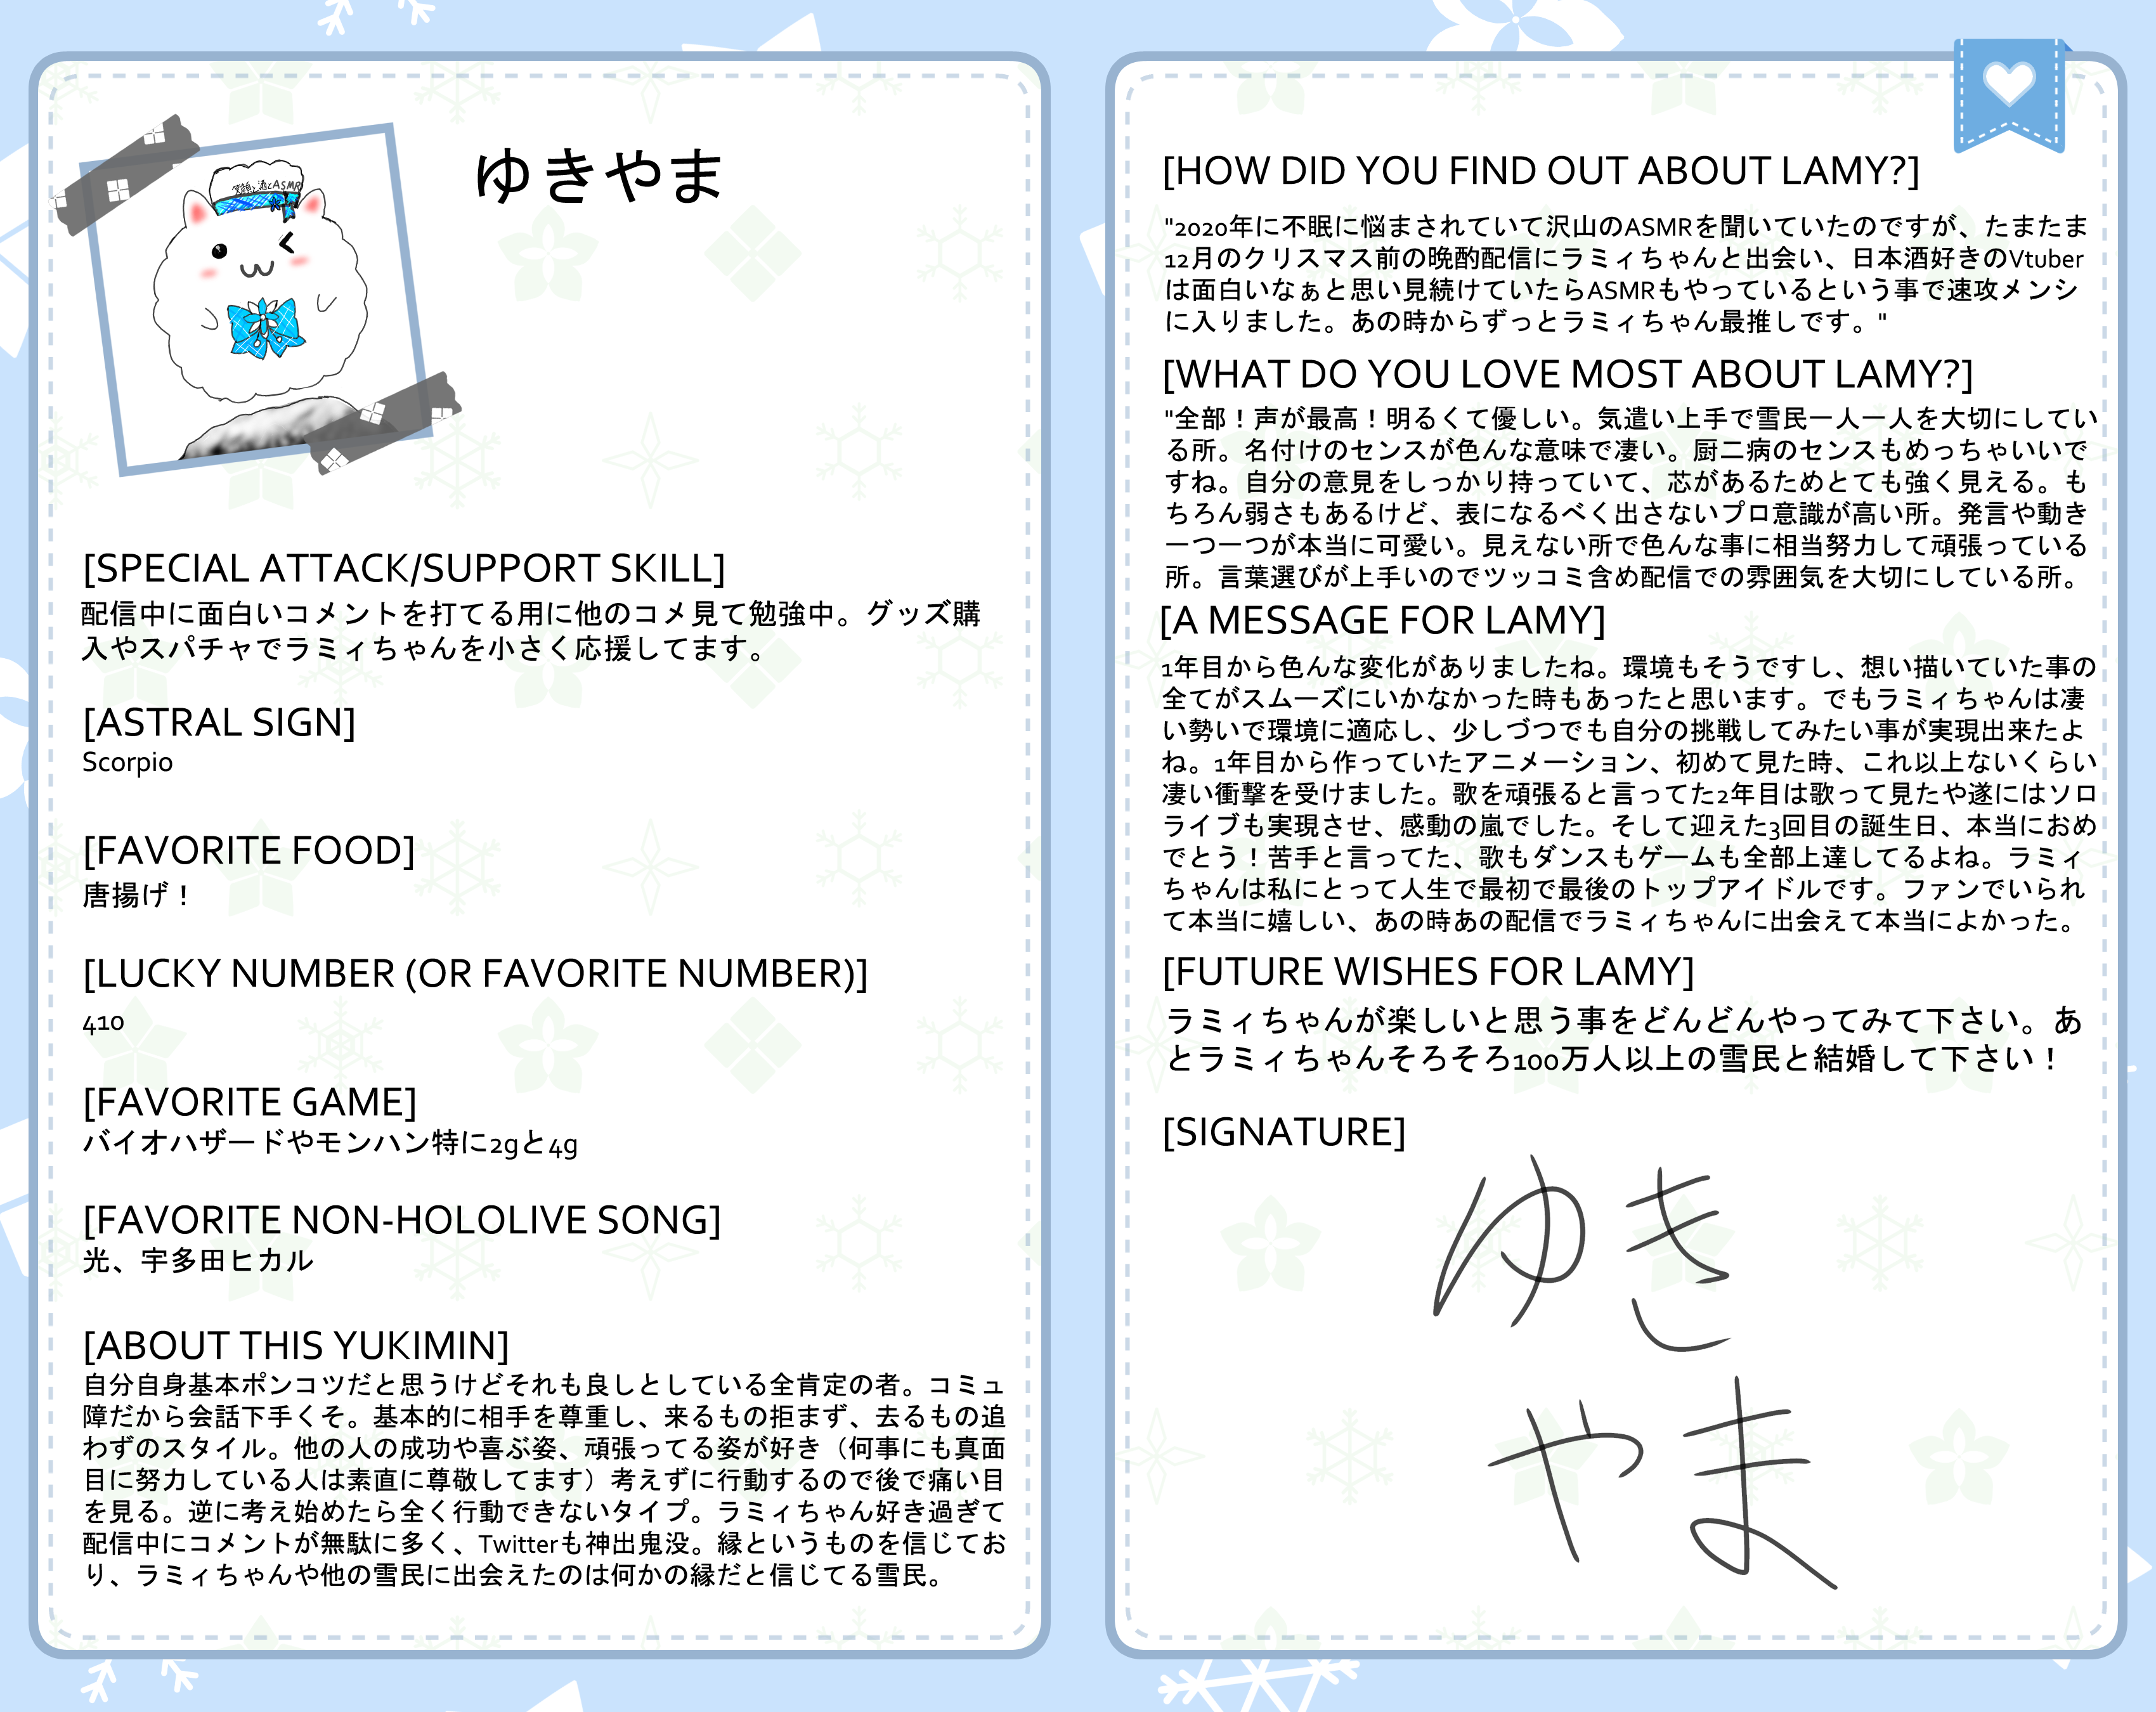 笑顔と酒とASMR
ゆきやま
[SPECIAL ATTACK/SUPPORT SKILL]
配信中に面白いコメントを打てる用に他のコメ見て勉強中。グッズ購
入やスパチャでラミィちゃんを小さく応援してます。
[ASTRAL SIGN]
Scorpio
[FAVORITE FOOD]
唐揚げ！
[LUCKY NUMBER (OR FAVORITE NUMBER)]
410
[FAVORITE GAME]
バイオハザードやモンハン特に2gと4g
[FAVORITE NON-HOLOLIVE SONG]
光、宇多田ヒカル
[ABOUT THIS YUKIMIN]
自分自身基本ポンコツだと思うけどそれも良しとしている全肯定の者。コミュ
障だから会話下手くそ。基本的に相手を尊重し、来るもの拒まず、去るもの追
わずのスタイル。他の人の成功や喜ぶ姿、頑張ってる姿が好き（何事にも真面
目に努力している人は素直に尊敬してます）考えずに行動するので後で痛い目
を見る。逆に考え始めたら全く行動できないタイプ。ラミィちゃん好き過ぎて
配信中にコメントが無駄に多く、Twitterも神出鬼没。縁というものを信じてお
り、ラミィちゃんや他の雪民に出会えたのは何かの縁だと信じてる雪民。
[HOW DID YOU FIND OUT ABOUT LAMY?]
"2020年に不眠に悩まされていて沢山のASMRを聞いていたのですが、たまたま
12月のクリスマス前の晩酌配信にラミィちゃんと出会い、日本酒好きのVtuber
は面白いなぁと思い見続けていたらASMRもやっているという事で速攻メンシ
に入りました。あの時からずっとラミィちゃん最推しです。"
[WHAT DO YOU LOVE MOST ABOUT LAMY?]
"全部！声が最高！明るくて優しい。気遣い上手で雪民一人一人を大切にしてい
る所。名付けのセンスが色んな意味で凄い。厨二病のセンスもめっちゃいいで
すね。自分の意見をしっかり持っていて、芯があるためとても強く見える。も
ちろん弱さもあるけど、表になるべく出さないプロ意識が高い所。発言や動き
一つ一つが本当に可愛い。見えない所で色んな事に相当努力して頑張っている
所。言葉選びが上手いのでツッコミ含め配信での雰囲気を大切にしている所。
[A MESSAGE FOR LAMY]
1年目から色んな変化がありましたね。環境もそうですし、想い描いていた事の
全てがスムーズにいかなかった時もあったと思います。でもラミィちゃんは凄
い勢いで環境に適応し、少しづつでも自分の挑戦してみたい事が実現出来たよ
ね。1年目から作っていたアニメーション、初めて見た時、これ以上ないくらい
凄い衝撃を受けました。歌を頑張ると言ってた2年目は歌って見たや遂にはソロ
ライブも実現させ、感動の嵐でした。そして迎えた3回目の誕生日、本当におめ
でとう！苦手と言ってた、歌もダンスもゲームも全部上達してるよね。ラミィ
ちゃんは私にとって人生で最初で最後のトップアイドルです。ファンでいられ
て本当に嬉しい、あの時あの配信でラミィちゃんに出会えて本当によかった。
[FUTURE WISHES FOR LAMY]
ラミィちゃんが楽しいと思う事をどんどんやってみて下さい。あ
とラミィちゃんそろそろ100万人以上の雪民と結婚して下さい！
[SIGNATURE]
ゆき
やま